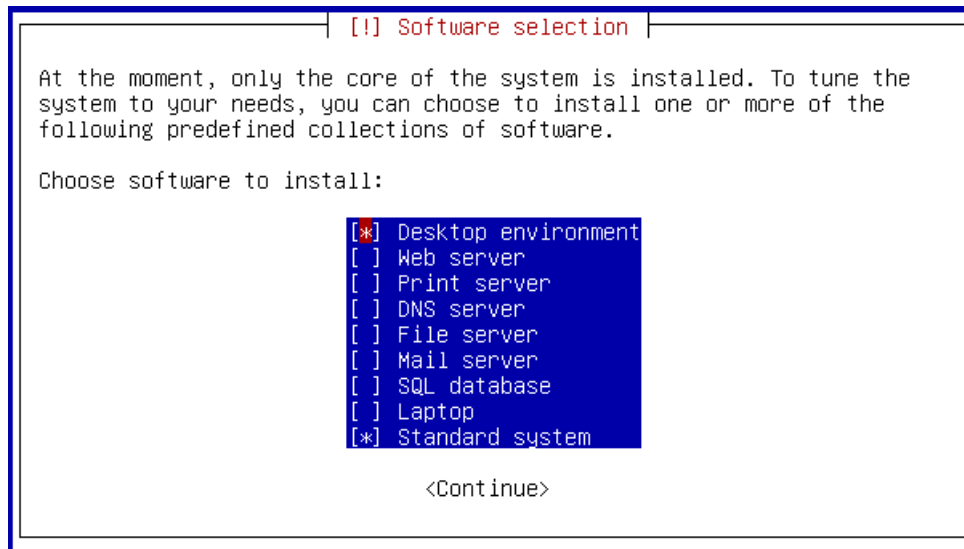 [!] Software selection
At the moment, only the core of the system is installed. To tune the
system to your needs, you can choose to install one or more of the
following predefined collections of software.
Choose software to install:
[*] Desktop environment
[ ] Web server
[ ] Print server
[ ] DNS server
[ ] File server
[ ] Mail server
[ ] SQL database
[ ] Laptop
[*] Standard system
<Continue>